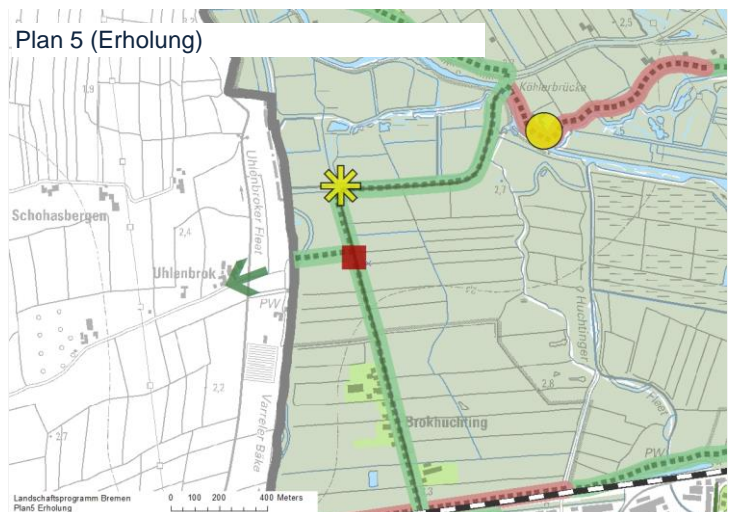 Plan 5 (Erholung)
2,5
1,9
Köhlerbrücke
2,5
Uhlenbroker Fleet
2,7
Schohasbergen
2,4
Uhlenbrok
PW
Huchtinger
2,8
2,2
Fleet
Varreler Bäke
Brokhuchting
2,7
PW
Landschaftsprogramm Bremen
Plan5 Erholung
0 100 200 400 Meters